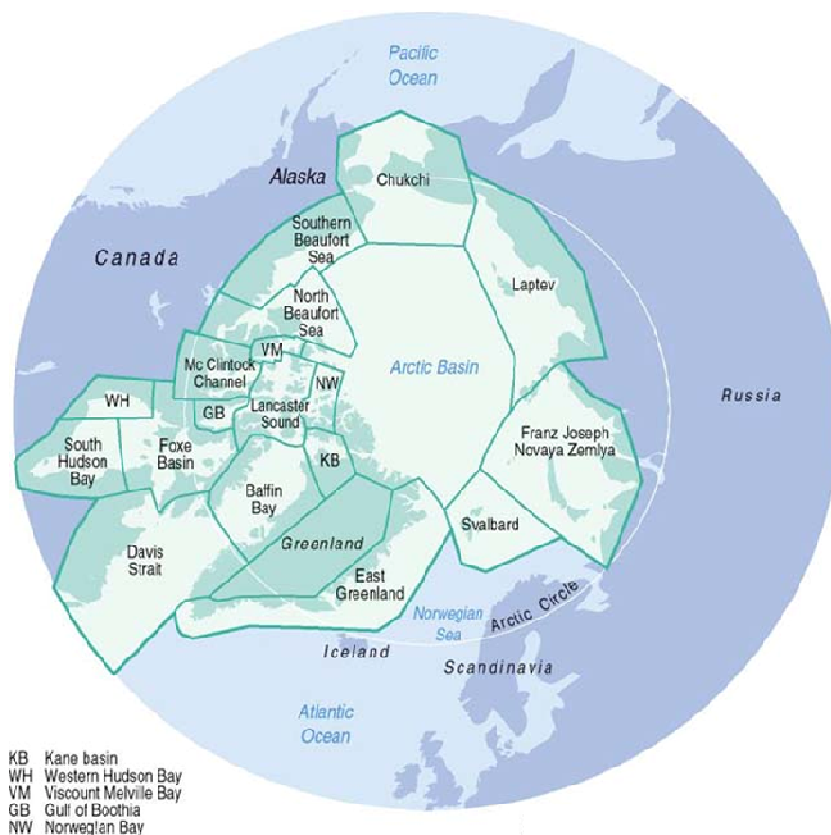 Pacific
Ocean
Alaska
Chukchi
Southern
Beaufort
Sea
Canada
Laptev
North
Beaufort
Sea
VM
Arctic Basin
Mc Clintock
Channel
NW
Russia
WH
GB
Lancaster
Sound
Franz Joseph
Novaya Zemlya
South
Hudson
Bay
Foxe
Basin
KB
Baffin
Bay
Svalbard
Greenland
Davis
Strait
East
Greenland
Norwegian
Sea
Arctic Circle
Iceland
Scandinavia
Atlantic
Ocean
KB Kane basin
WH Western Hudson Bay
VM Viscount Melville Bay
GB Gulf of Boothia
NW Norwegian Bay